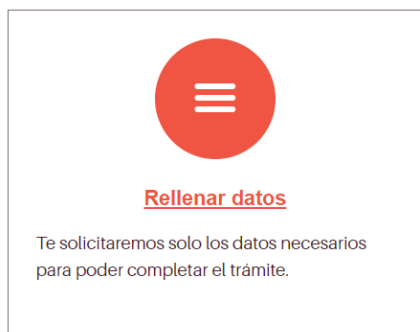 Rellenar datos
Te solicitaremos solo los datos necesarios
para poder completar el trámite.